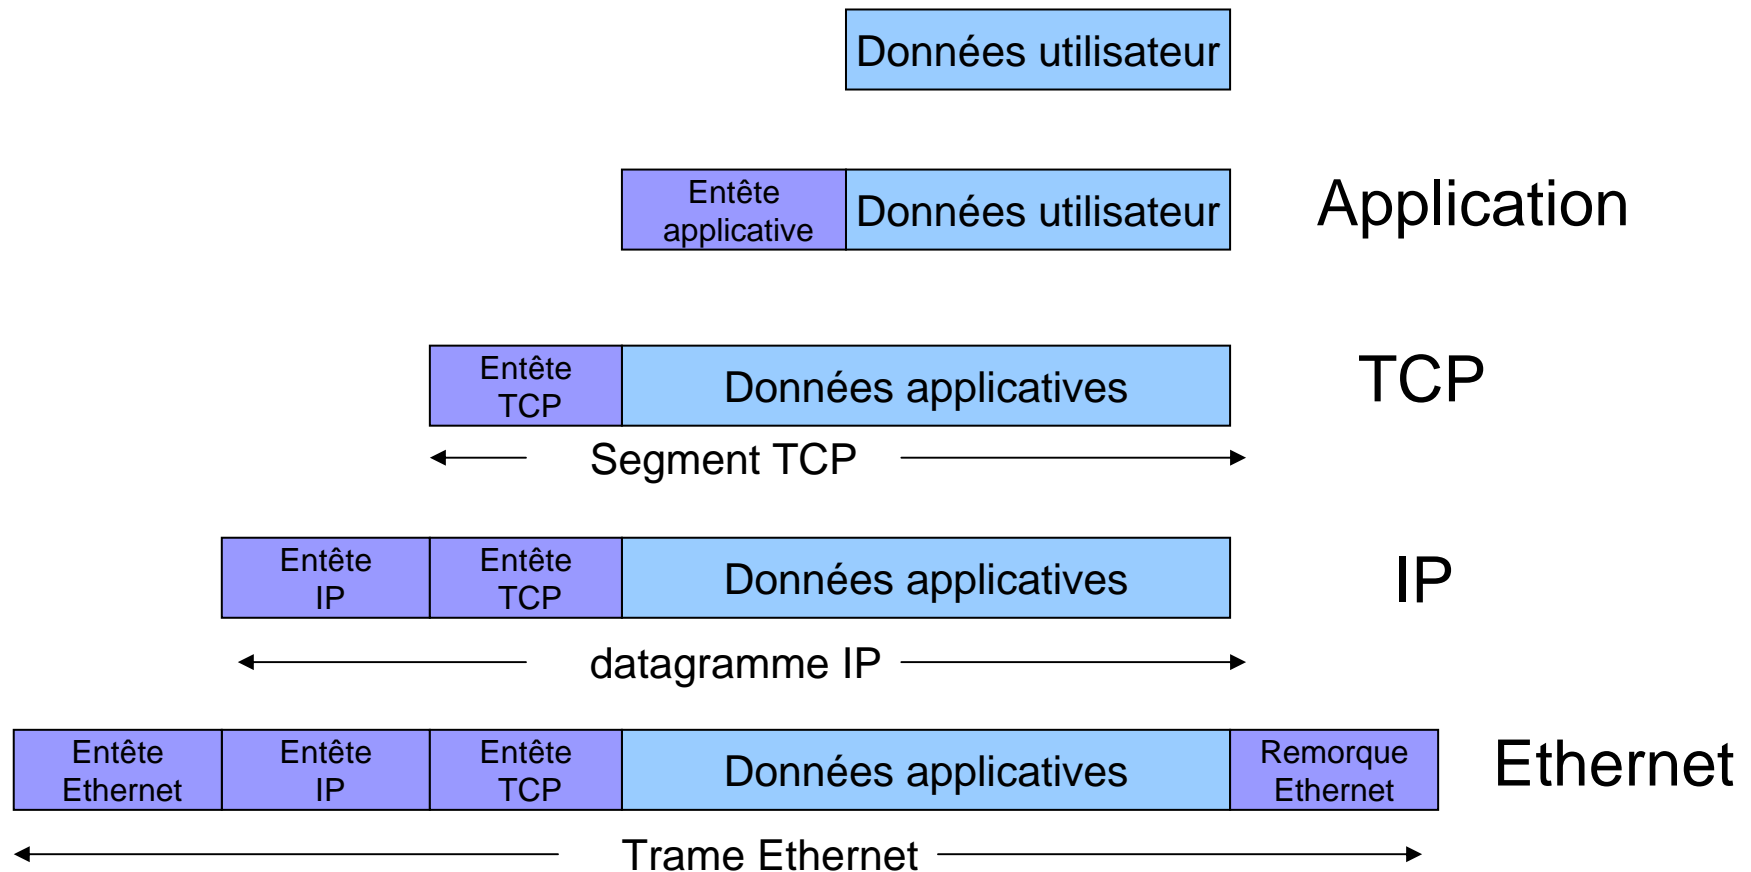 Données utilisateur
Entête
applicative
Données utilisateur
Application
Entête
TCP
Données applicatives
TCP
Segment TCP
Entête
IP
Entête
TCP
Données applicatives
IP
datagramme IP
Entête
Ethernet
Entête
IP
Entête
TCP
Données applicatives
Remorque
Ethernet
Ethernet
Trame Ethernet